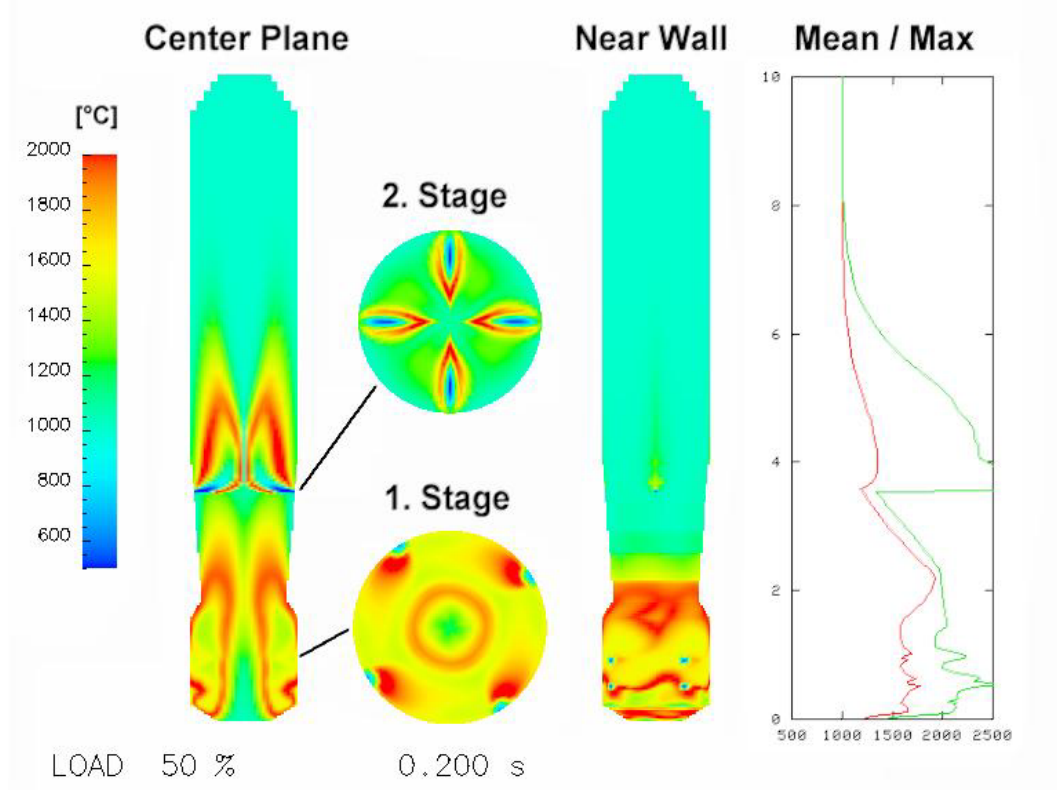 Center Plane
Near Wall
Mean / Max
[°C]
2000
1800
1600
1400
1200
1000
800
600
2. Stage
1. Stage
10
8
6
4
2
0
500 1000 1500 2000 2500
LOAD 50 % 0.200 s